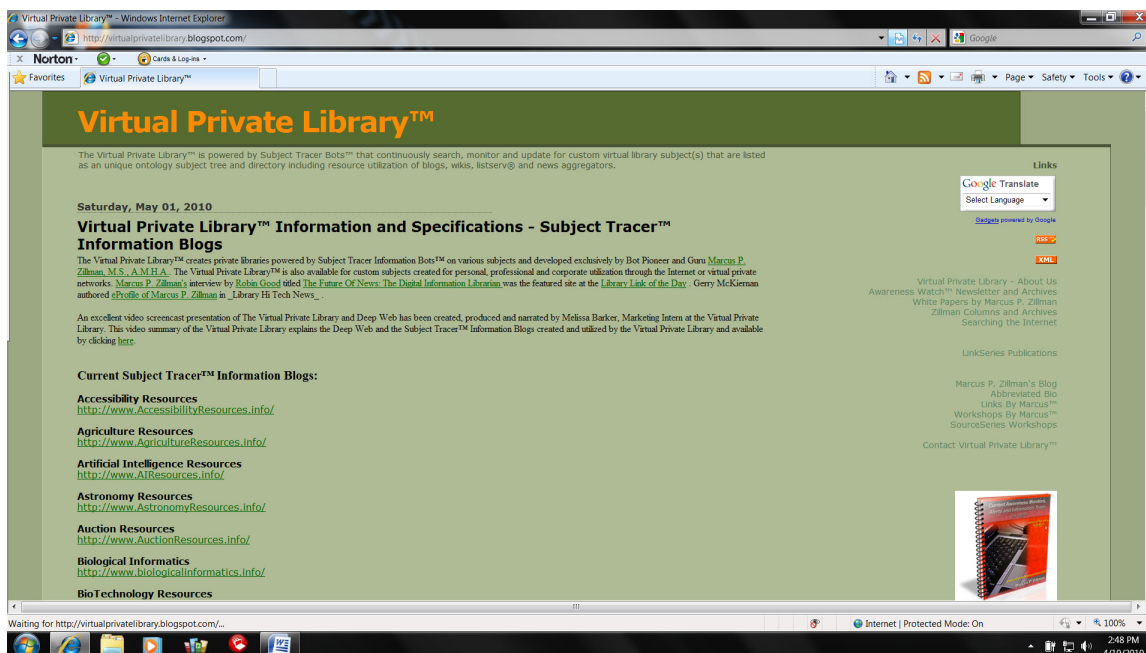 Virtual Private Library™ - Windows Internet Explorer
http://virtualprivatelibrary.blogspot.com/
Google
x Norton
Cards & Log-ins
Favorites
Virtual Private Library™
Page
Safety
Tools
Virtual Private Library™
The Virtual Private Library™ is powered by Subject Tracer Bots™ that continuously search, monitor and update for custom virtual library subject(s) that are listed
as an unique ontology subject tree and directory including resource utilization of blogs, wikis, listserv® and news aggregators.
Saturday, May 01, 2010
Virtual Private Library™ Information and Specifications - Subject Tracer™
Information Blogs
The Virtual Private Library™ creates private libraries powered by Subject Tracer Information Bots™ on various subjects and developed exclusively by Bot Pioneer and Guru Marcus P.
Zillman, M.S., A.M.H.A.. The Virtual Private Library™ is also available for custom subjects created for personal, professional and corporate utilization through the Internet or virtual private
networks. Marcus P. Zillman's interview by Robin Good titled The Future Of News: The Digital Information Librarian was the featured site at the Library Link of the Day . Gerry McKiernan
authored eProfile of Marcus P. Zillman in _Library Hi Tech News_ .
An excellent video screencast presentation of The Virtual Private Library and Deep Web has been created, produced and narrated by Melissa Barker, Marketing Intern at the Virtual Private
Library. This video summary of the Virtual Private Library explains the Deep Web and the Subject Tracer™ Information Blogs created and utilized by the Virtual Private Library and available
by clicking here.
Current Subject Tracer™ Information Blogs:
Accessibility Resources
http://www.AccessibilityResources.info/
Agriculture Resources
http://www.AgricultureResources.info/
Artificial Intelligence Resources
http://www.AIResources.info/
Astronomy Resources
http://www.AstronomyResources.info/
Auction Resources
http://www.AuctionResources.info/
Biological Informatics
http://www.biologicalinformatics.info/
BioTechnology Resources
Links
Google Translate
Select Language
Gadgets powered by Google
RSS
XML
Virtual Private Library - About Us
Awareness Watch™ Newsletter and Archives
White Papers by Marcus P. Zillman
Zillman Columns and Archives
Searching the Internet
LinkSeries Publications
Marcus P. Zillman's Blog
Abbreviated Bio
Links By Marcus™
Workshops By Marcus™
SourceSeries Workshops
Contact Virtual Private Library™
Waiting for http://virtualprivatelibrary.blogspot.com/...
Internet | Protected Mode: On
100%
2:48 PM
4/19/2010